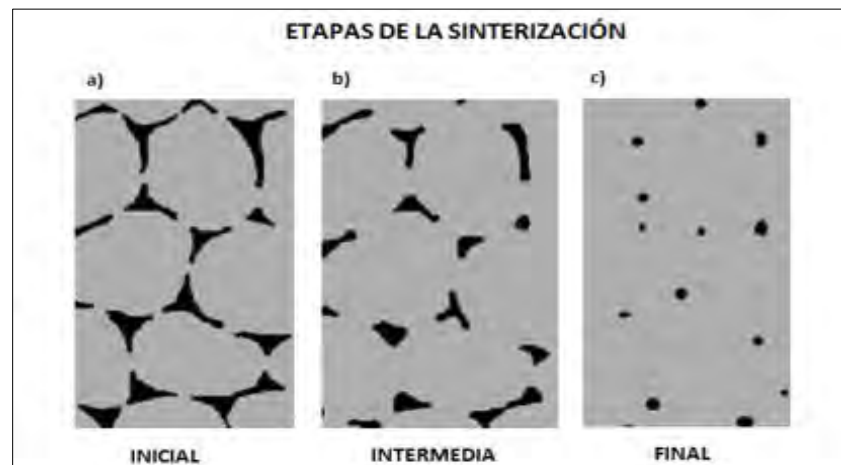 ETAPAS DE LA SINTERIZACIÓN
a) b) c)
INICIAL INTERMEDIA FINAL